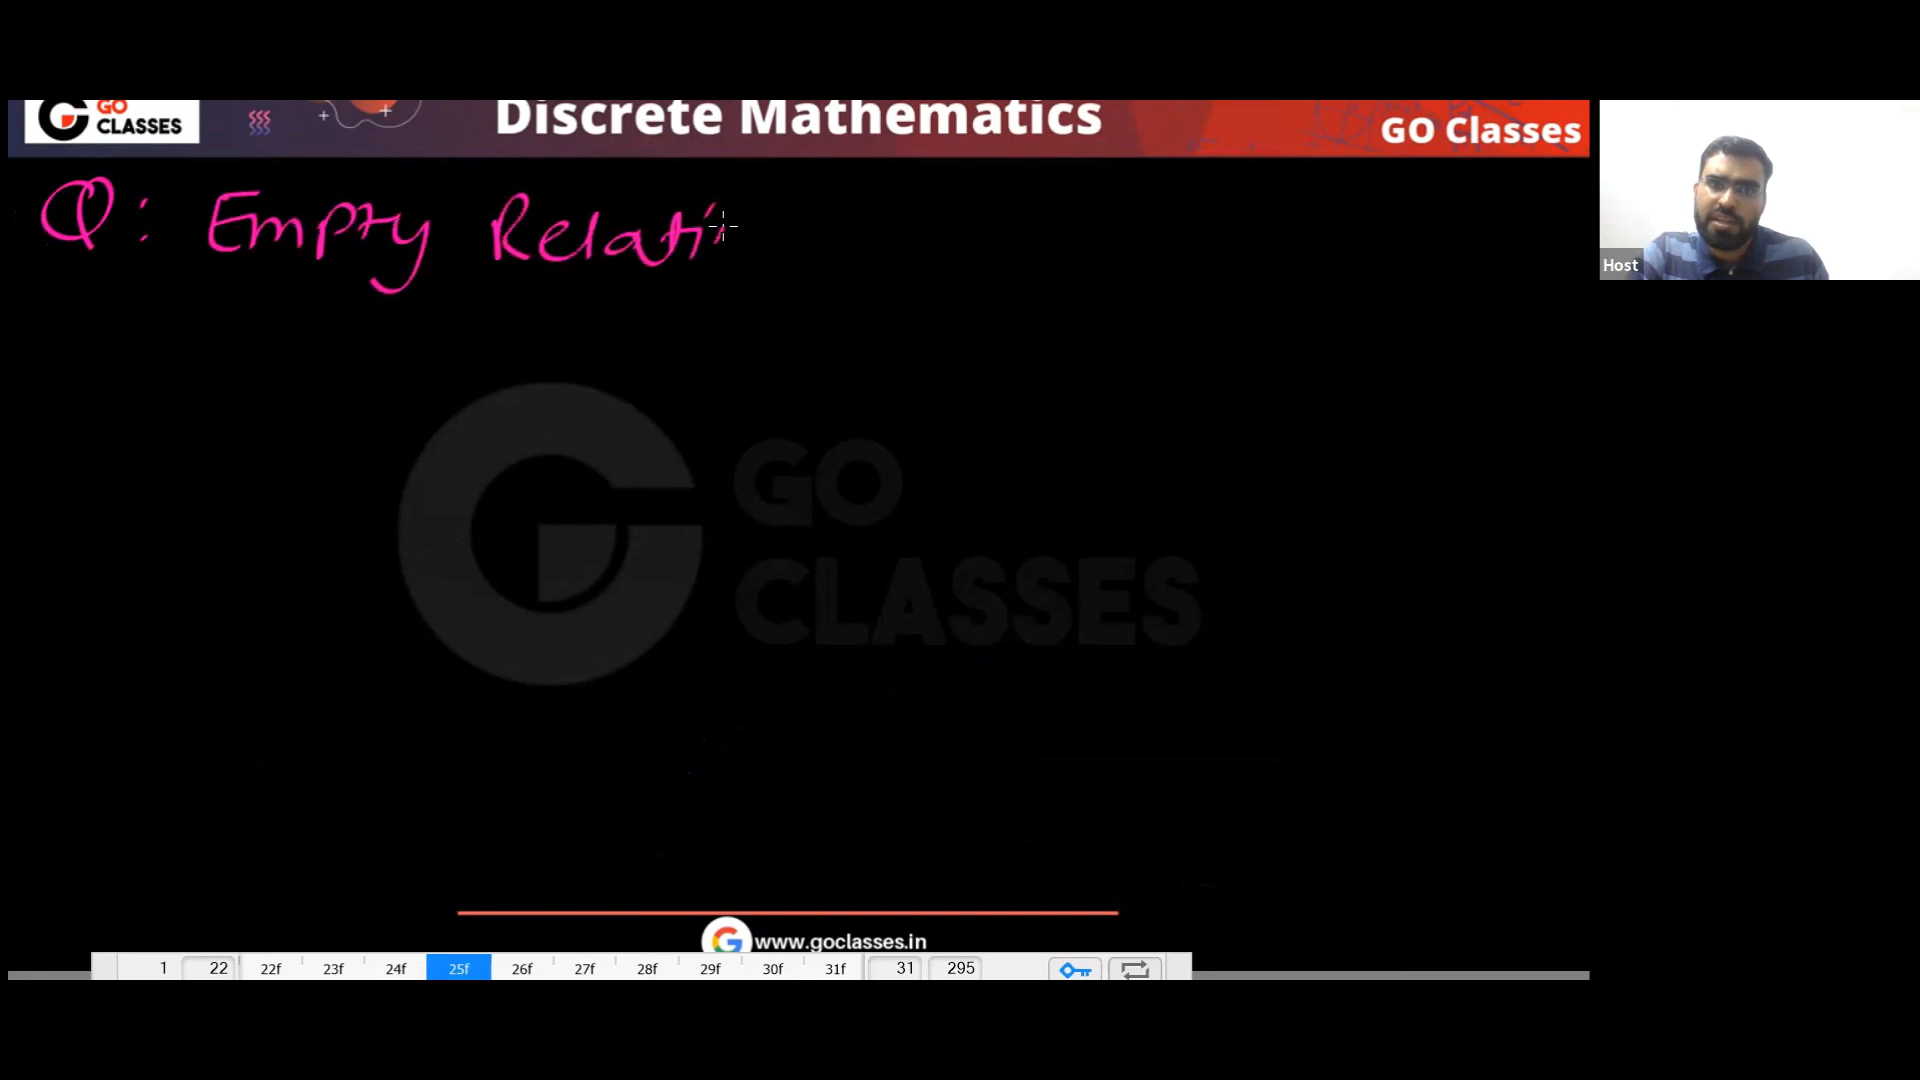 GO
CLASSES
Discrete Mathematics
GO Classes
Host
Q: Empty Relati
GO
CLASSES
www.goclasses.in
1 22 22f 23f 24f 25f 26f 27f 28f 29f 30f 31f 31 295